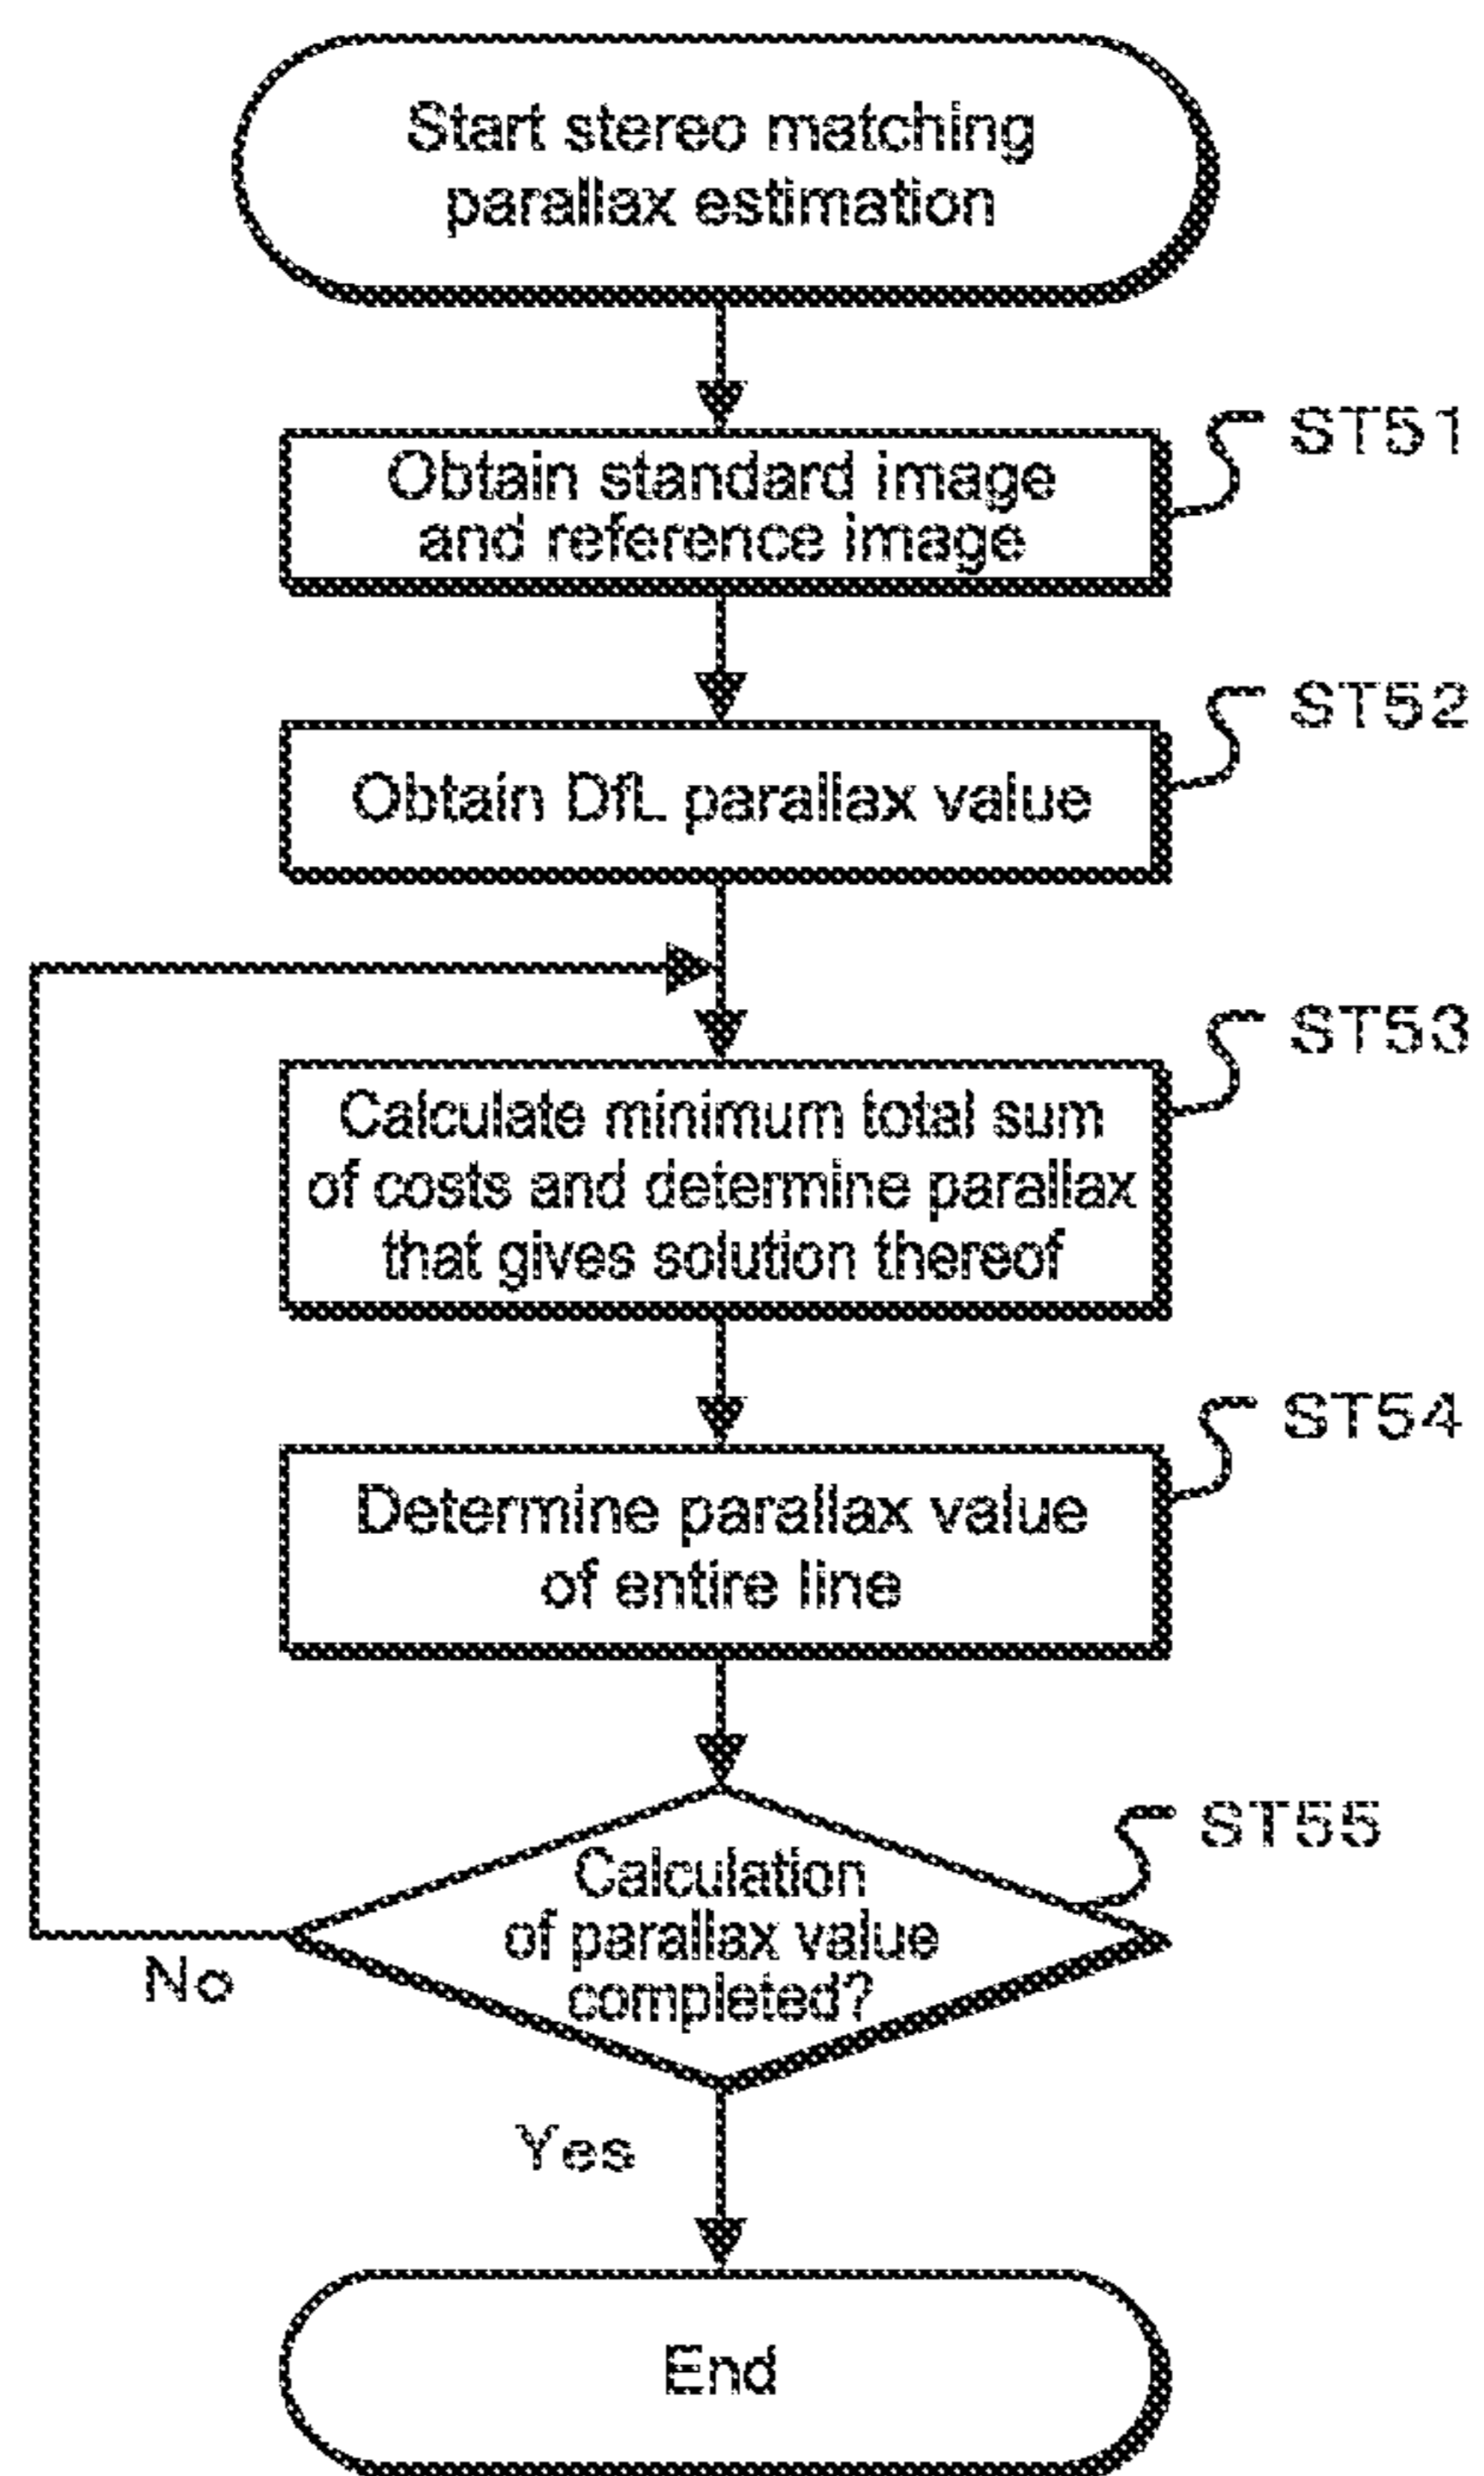 Start stereo matching
parallax estimation
ST51
Obtain standard image
and reference image
ST52
Obtain DfL parallax value
ST53
Calculate minimum total sum
of costs and determine parallax
that gives solution thereof
ST54
Determine parallax value
of entire line
ST55
Calculation
of parallax value
completed?
No
Yes
End